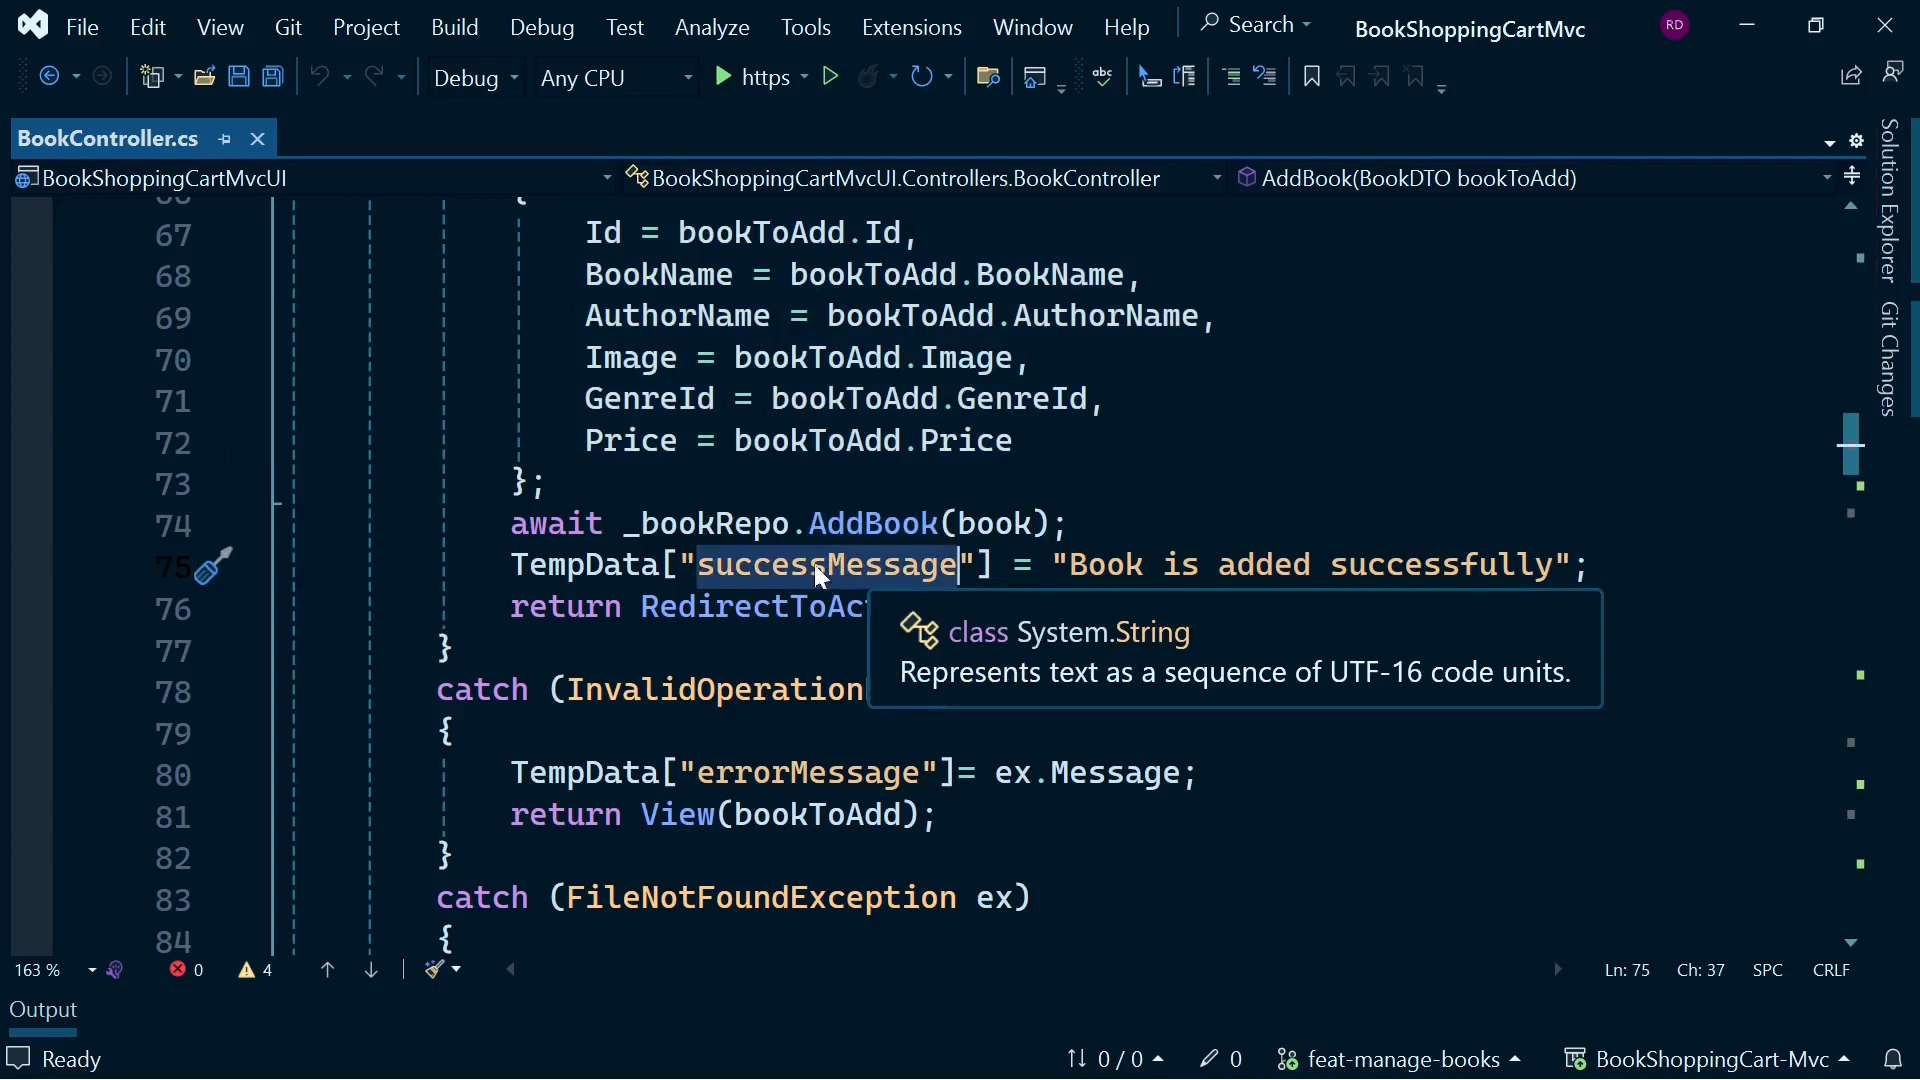 File Edit View Git Project Build Debug Test Analyze Tools Extensions Window Help Search BookShoppingCartMvc RD
Debug Any CPU https abc
BookController.cs
BookShoppingCartMvcUI BookShoppingCartMvcUI.Controllers.BookController AddBook(BookDTO bookToAdd)
Solution Explorer
Git Changes
{
67 Id = bookToAdd.Id,
68 BookName = bookToAdd.BookName,
69 AuthorName = bookToAdd.AuthorName,
70 Image = bookToAdd.Image,
71 GenreId = bookToAdd.GenreId,
72 Price = bookToAdd.Price
73 };
74 await _bookRepo.AddBook(book);
75 TempData["successMessage"] = "Book is added successfully";
76 return RedirectToAc
class System.String
Represents text as a sequence of UTF-16 code units.
77 }
78 catch (InvalidOperation
79 {
80 TempData["errorMessage"]= ex.Message;
81 return View(bookToAdd);
82 }
83 catch (FileNotFoundException ex)
84 {
163 % 0 4 Ln: 75 Ch: 37 SPC CRLF
Output
Ready 0 / 0 0 feat-manage-books BookShoppingCart-Mvc